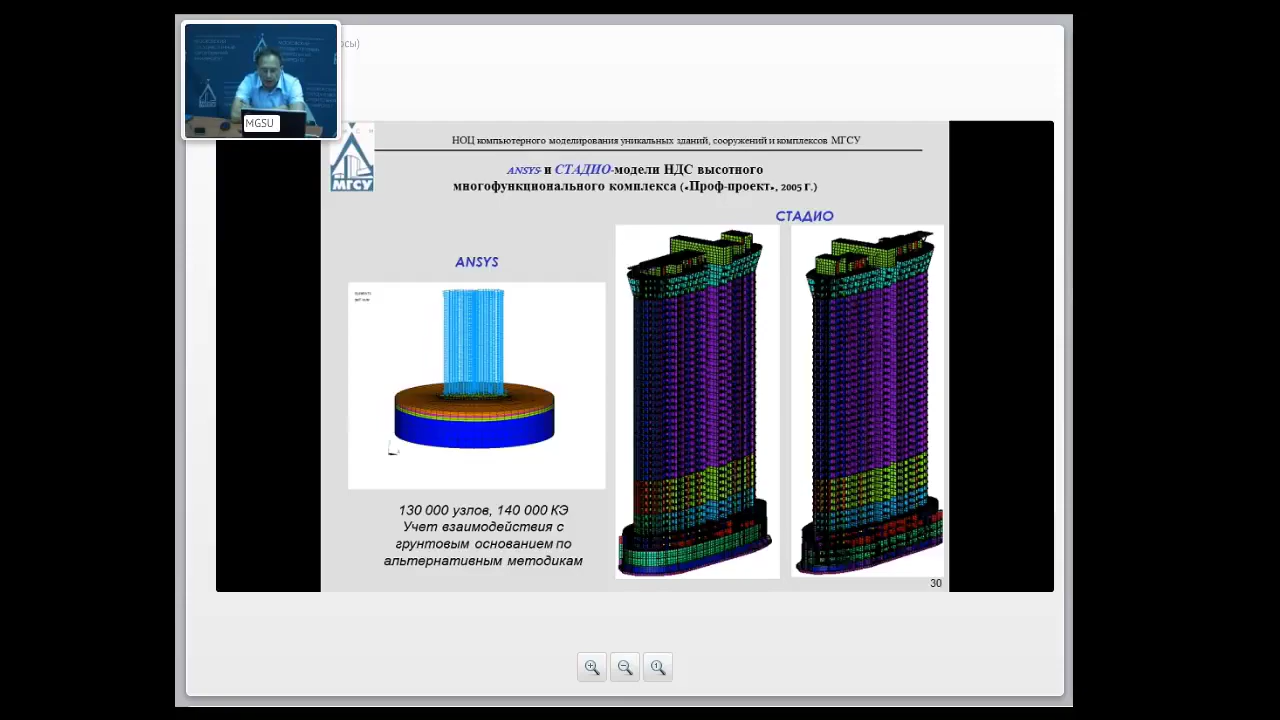 осы)
MGSU
МГСУ
НОЦ компьютерного моделирования уникальных зданий, сооружений и комплексов МГСУ
ANSYS- и СТАДИО-модели НДС высотного
многофункционального комплекса («Проф-проект», 2005 г.)
СТАДИО
ANSYS
130 000 узлов, 140 000 КЭ
Учет взаимодействия с
грунтовым основанием по
альтернативным методикам
30